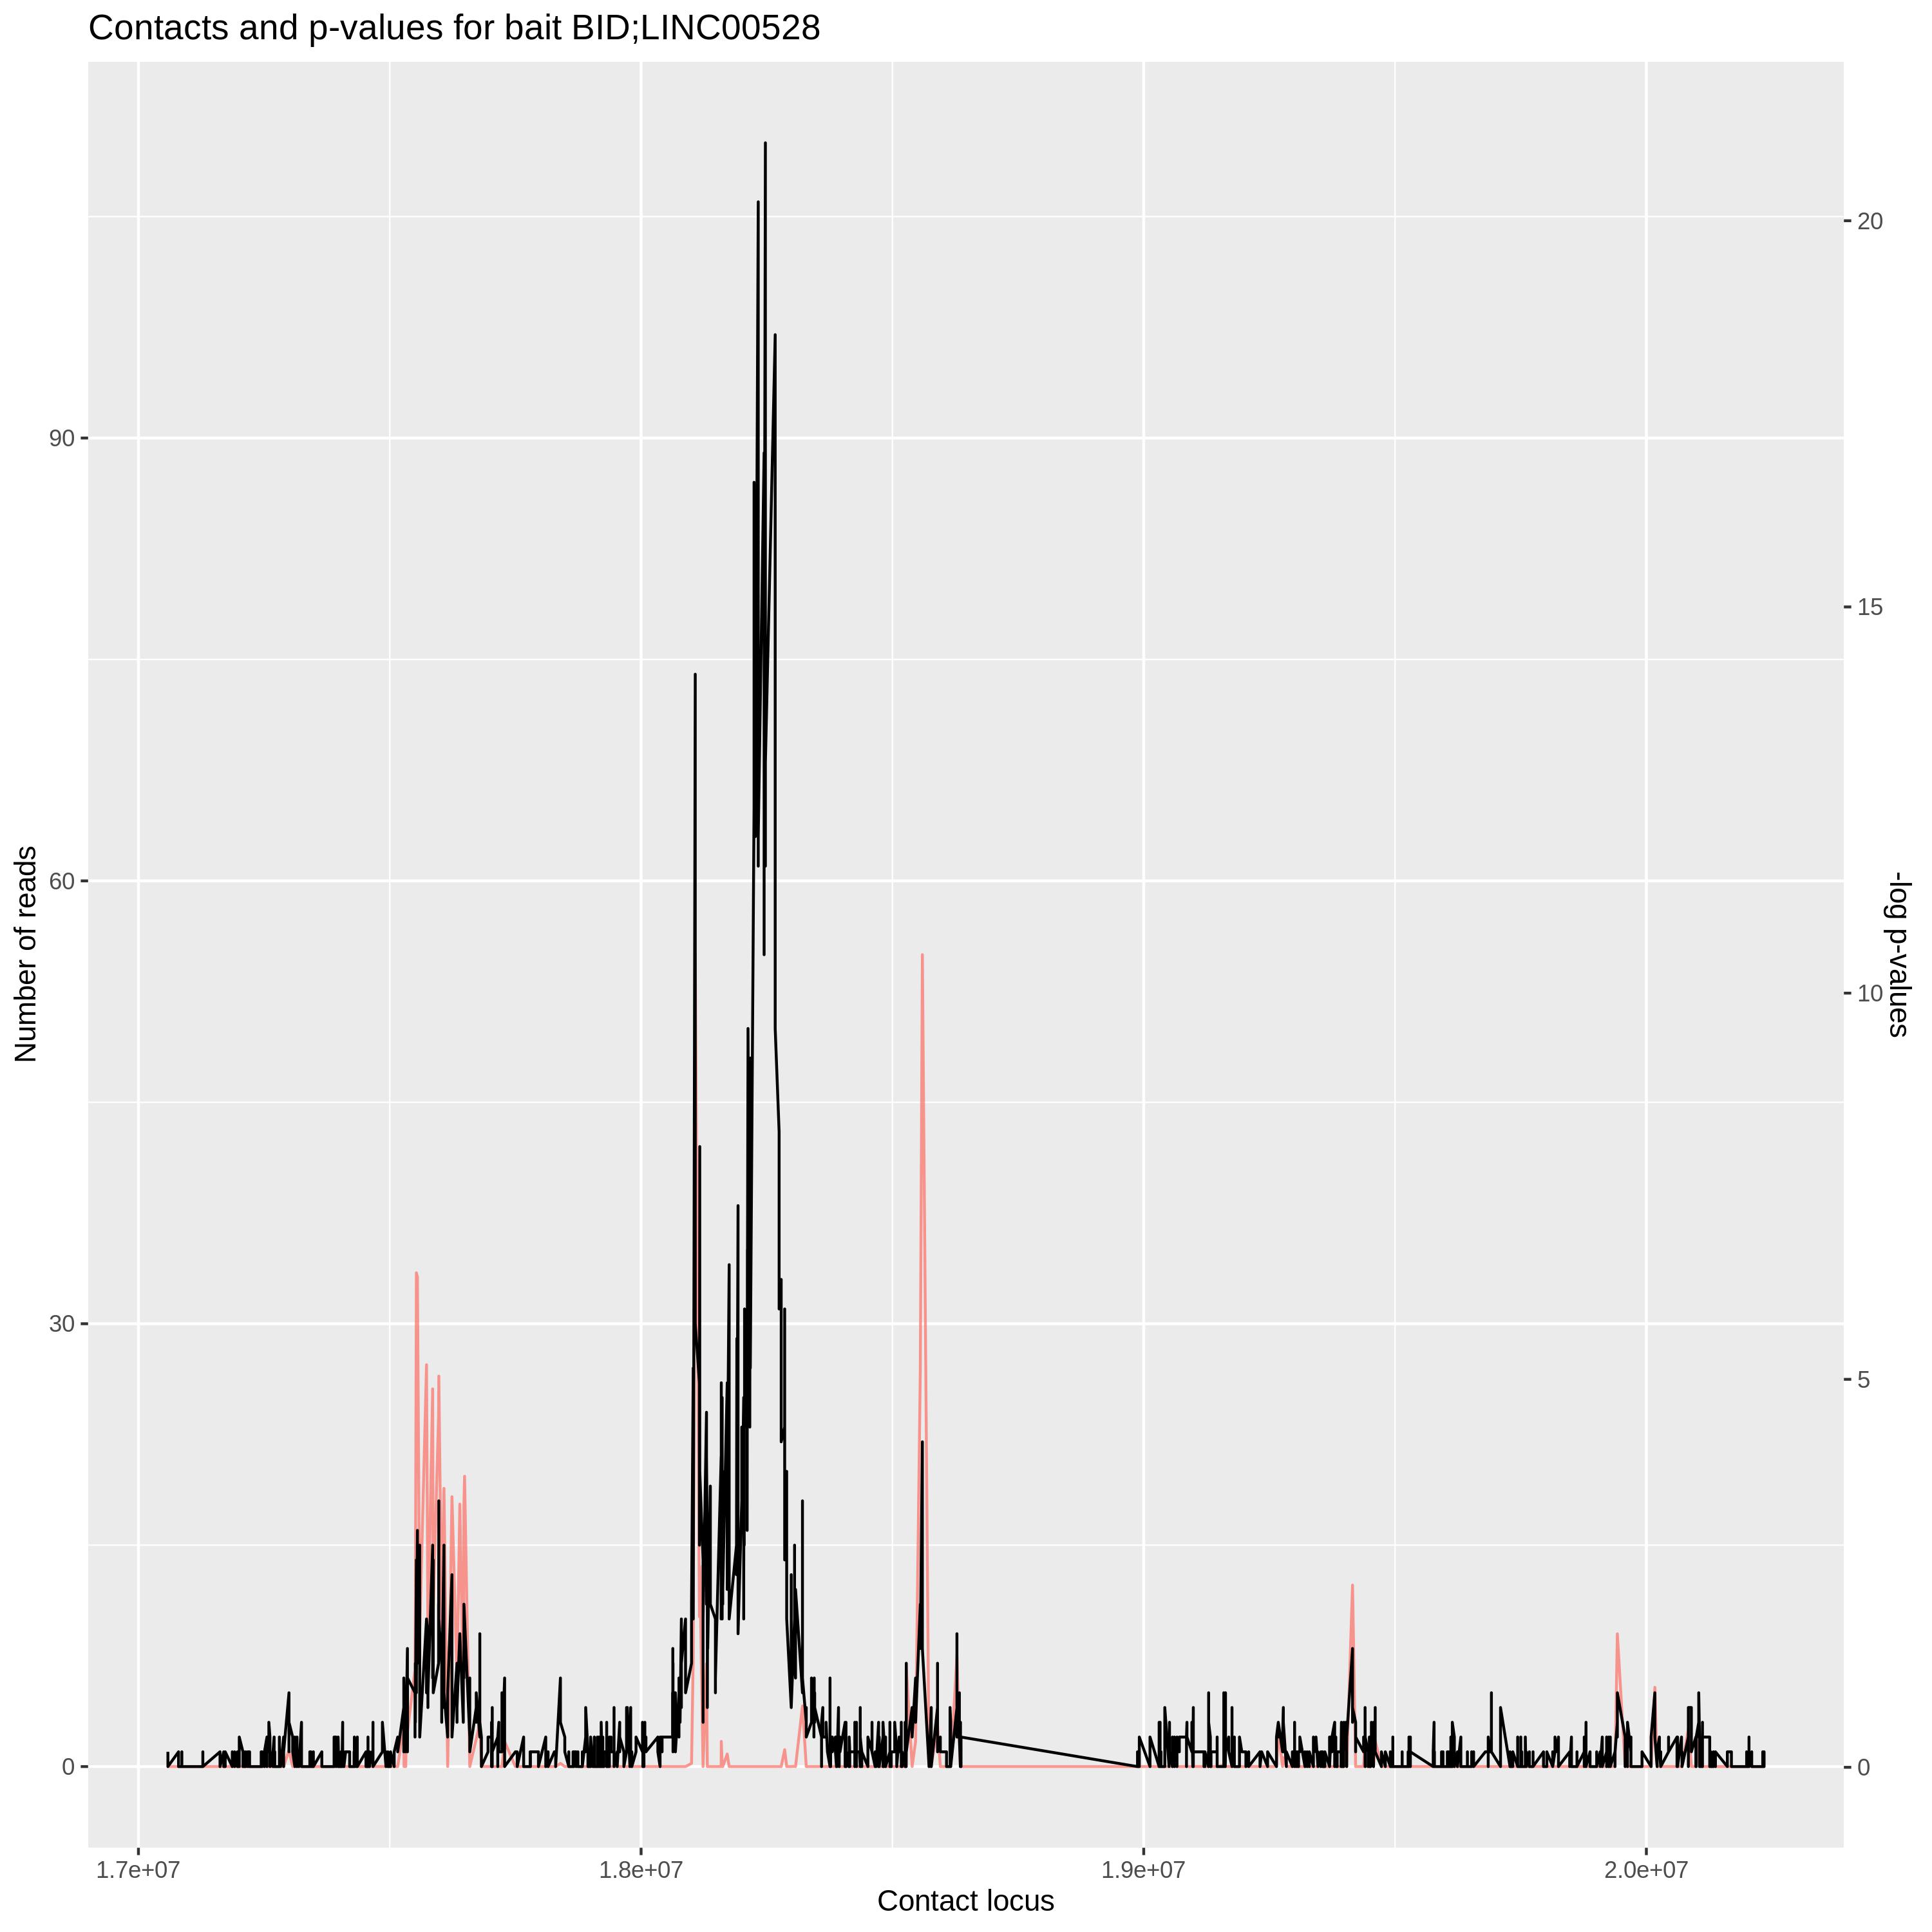 Contacts and p-values for bait BID;LINC00528
Number of reads
90
60
30
0
20
15
10
5
0
-log p-values
1.7e+07
1.8e+07
1.9e+07
2.0e+07
Contact locus